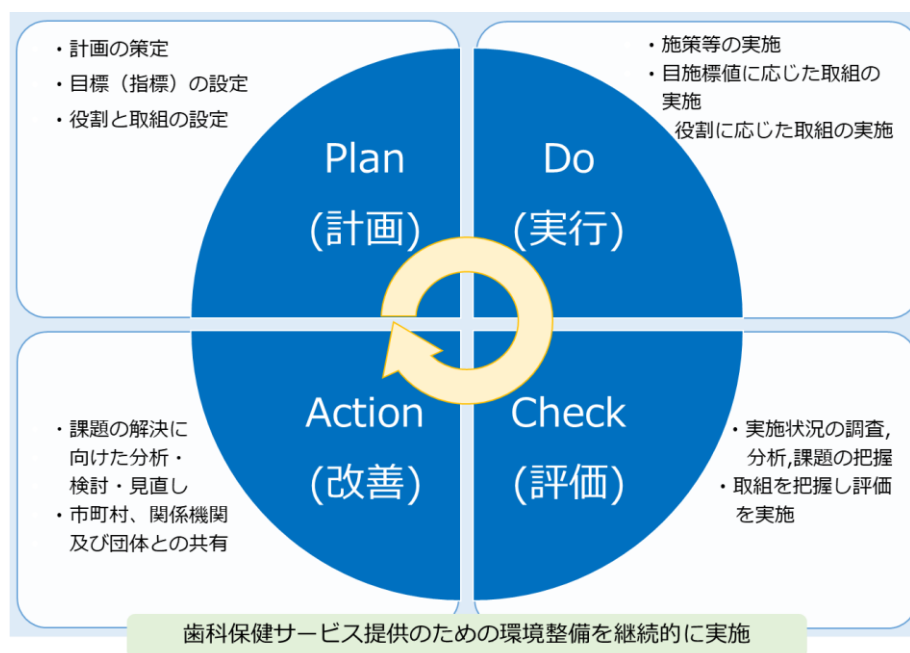 ・計画の策定
・目標（指標）の設定
・役割と取組の設定
・施策等の実施
・目施標値に応じた取組の
実施
役割に応じた取組の実施
Plan
(計画)
Do
(実行)
Action
(改善)
Check
(評価)
・課題の解決に
向けた分析・
検討・見直し
・市町村、関係機関
及び団体との共有
・実施状況の調査,
分析,課題の把握
・取組を把握し評価
を実施
歯科保健サービス提供のための環境整備を継続的に実施